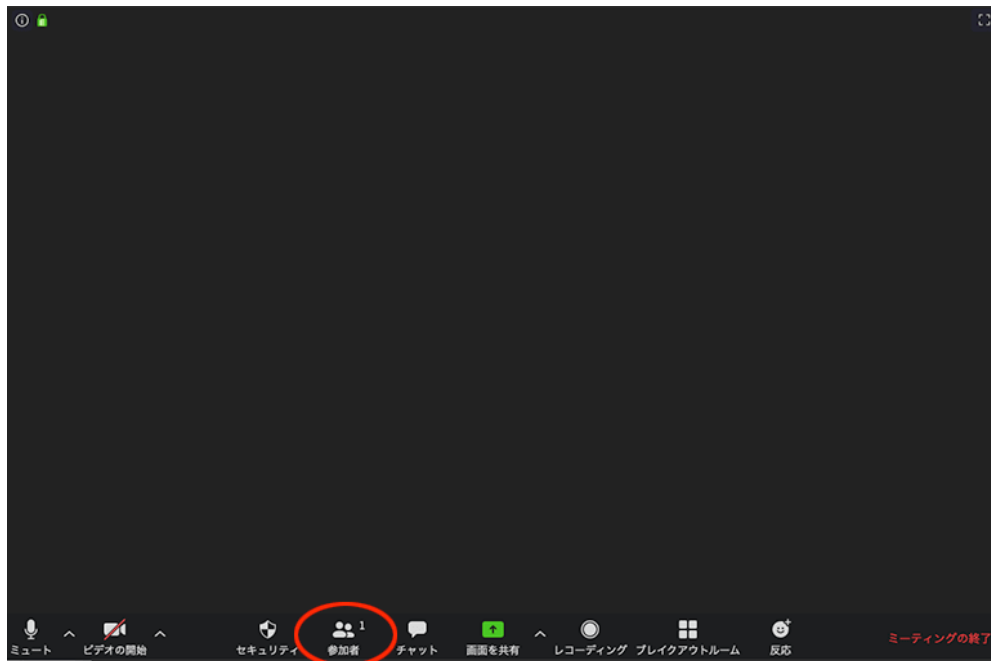 1
ミュート
ビデオの開始
セキュリティ
参加者
チャット
画面を共有
レコーディング
ブレイクアウトルーム
反応
ミーティングの終了